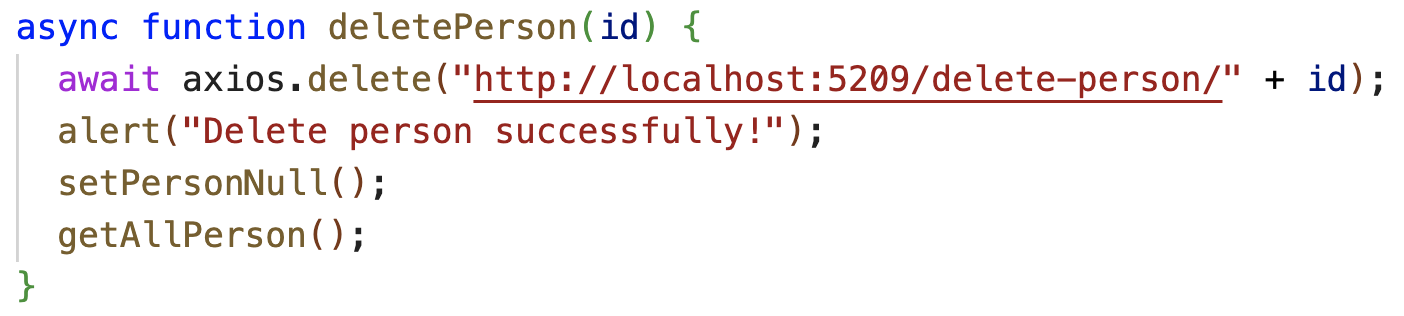 async function deletePerson(id) {
await axios.delete("http://localhost:5209/delete-person/" + id);
alert("Delete person successfully!");
setPersonNull();
getAllPerson();
}